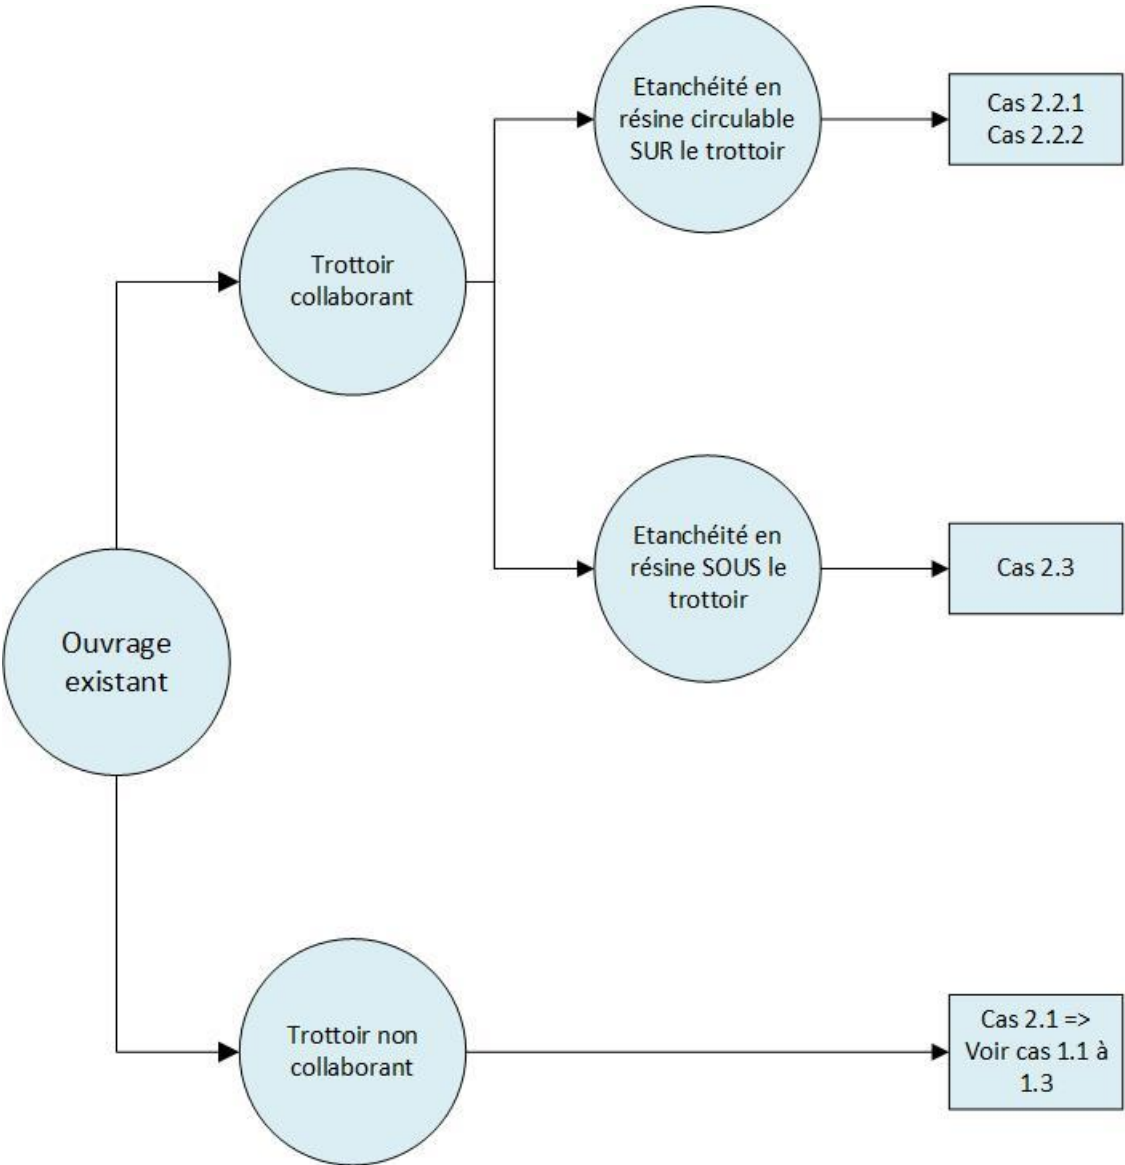 Etanchéité en
résine circulable
SUR le trottoir
Cas 2.2.1
Cas 2.2.2
Trottoir
collaborant
Etanchéité en
résine SOUS le
trottoir
Cas 2.3
Ouvrage
existant
Trottoir non
collaborant
Cas 2.1 =>
Voir cas 1.1 à
1.3